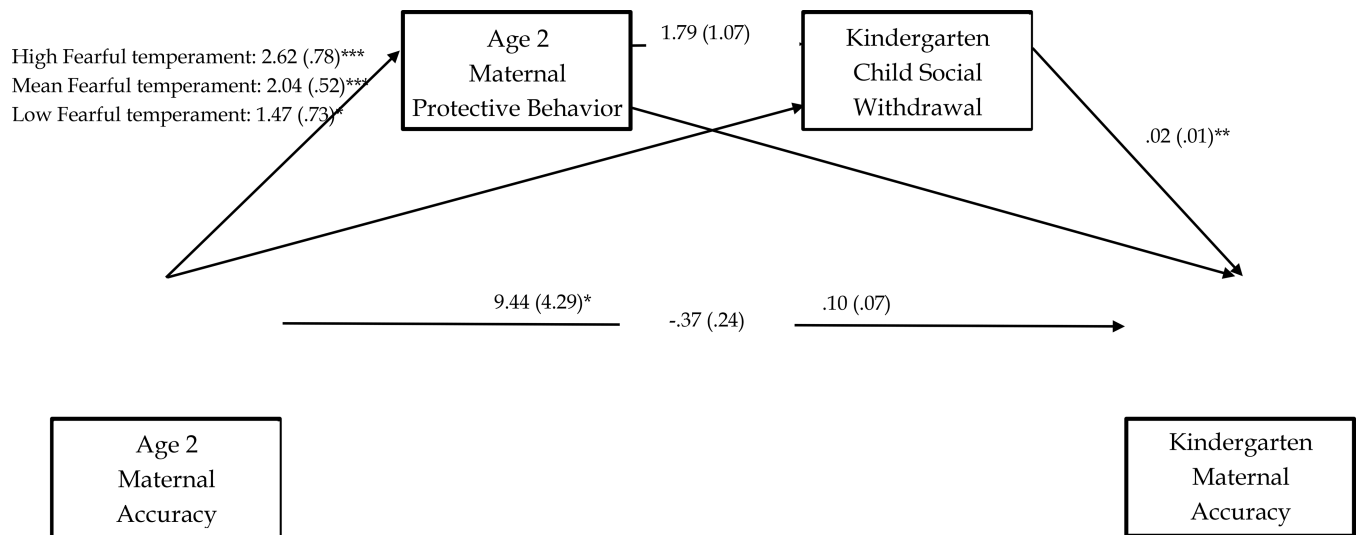 High Fearful temperament: 2.62 (.78)***
Mean Fearful temperament: 2.04 (.52)***
Low Fearful temperament: 1.47 (.73)*
Age 2
Maternal
Protective Behavior
1.79 (1.07)
Kindergarten
Child Social
Withdrawal
.02 (.01)**
9.44 (4.29)*
-.37 (.24)
.10 (.07)
Age 2
Maternal
Accuracy
Kindergarten
Maternal
Accuracy